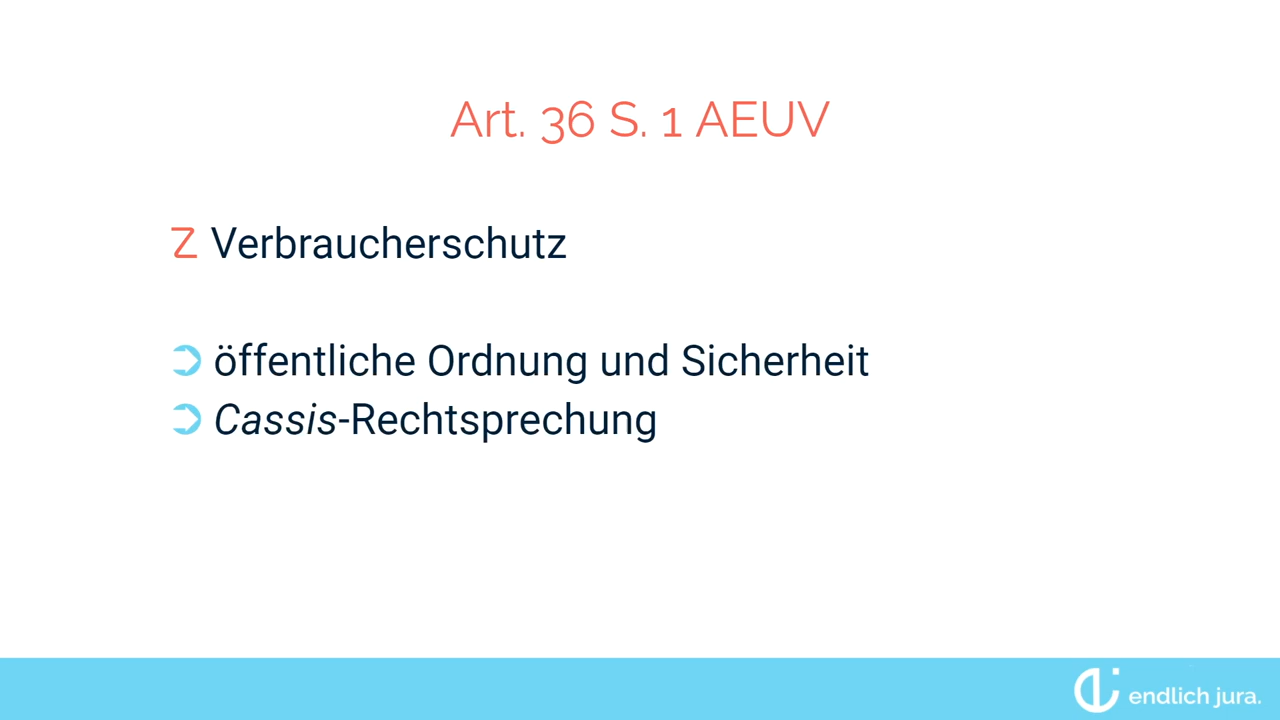 Art. 36 S. 1 AEUV
Z Verbraucherschutz
➲ öffentliche Ordnung und Sicherheit
➲ Cassis-Rechtsprechung
endlich jura.